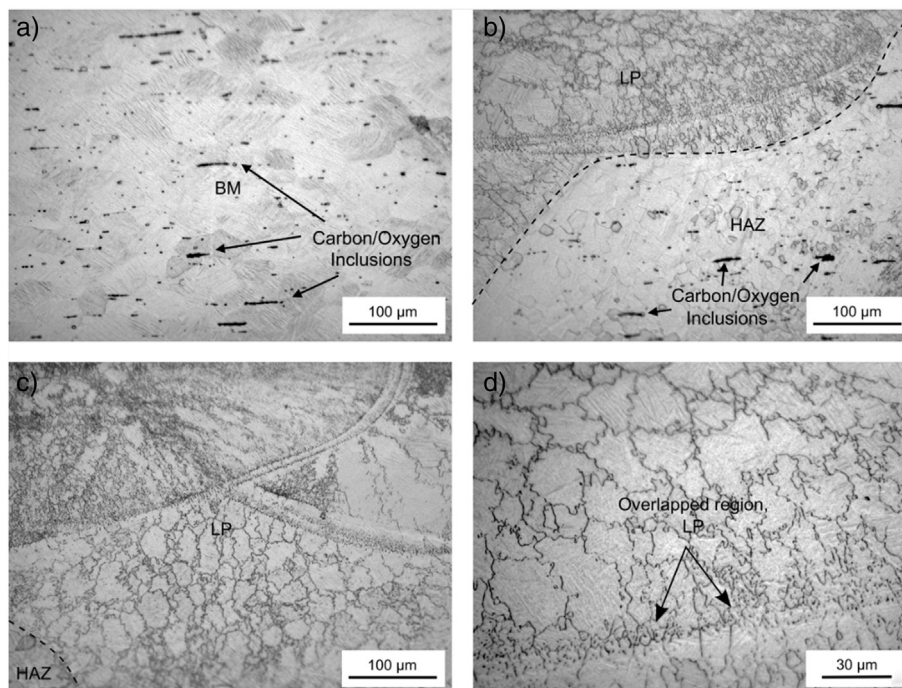 a)
BM
Carbon/Oxygen
Inclusions
100 µm
b)
LP
HAZ
Carbon/Oxygen
Inclusions
100 µm
c)
LP
HAZ
100 µm
d)
Overlapped region,
LP
30 µm